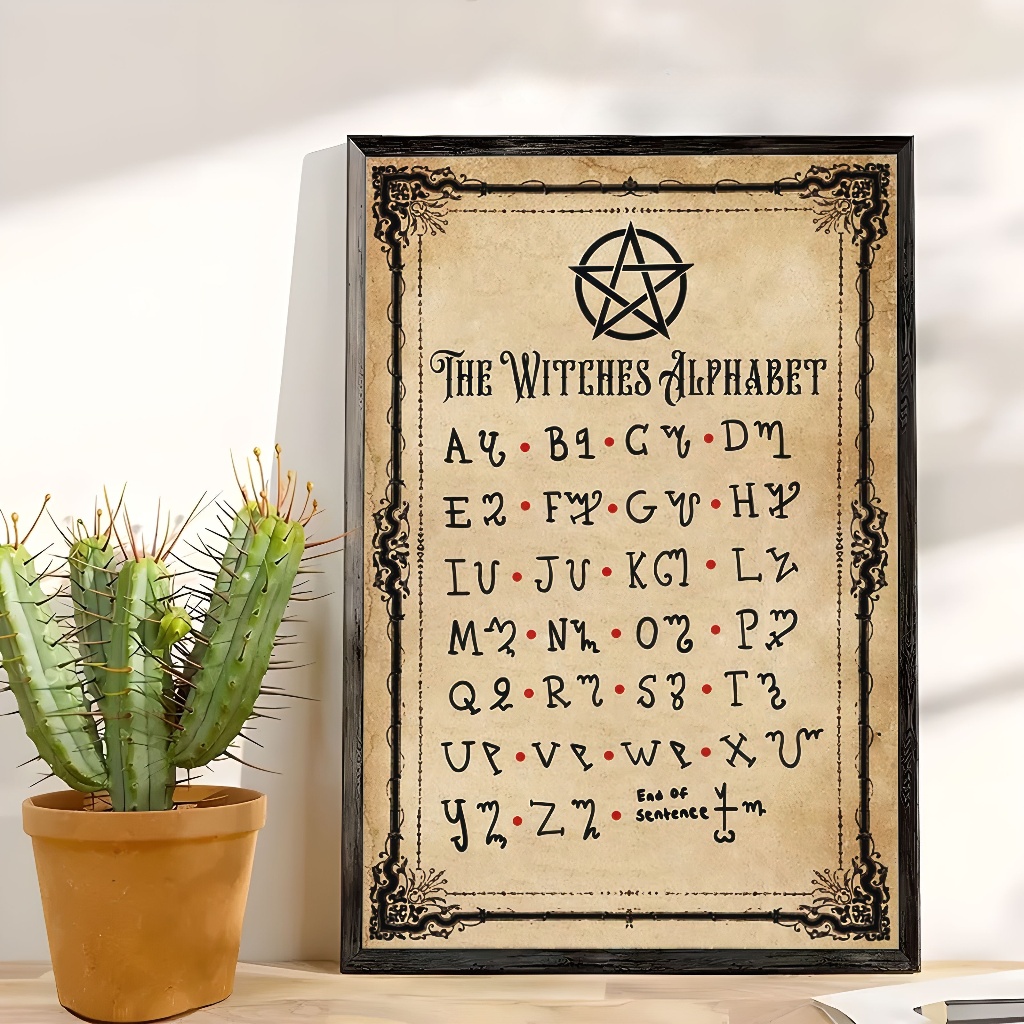 The Witches Alphabet
A • B • C • D
E • F • G • H
I • J • K • L
M • N • O • P
Q • R • S • T
U • V • W • X
Y • Z • End Of
Sentence